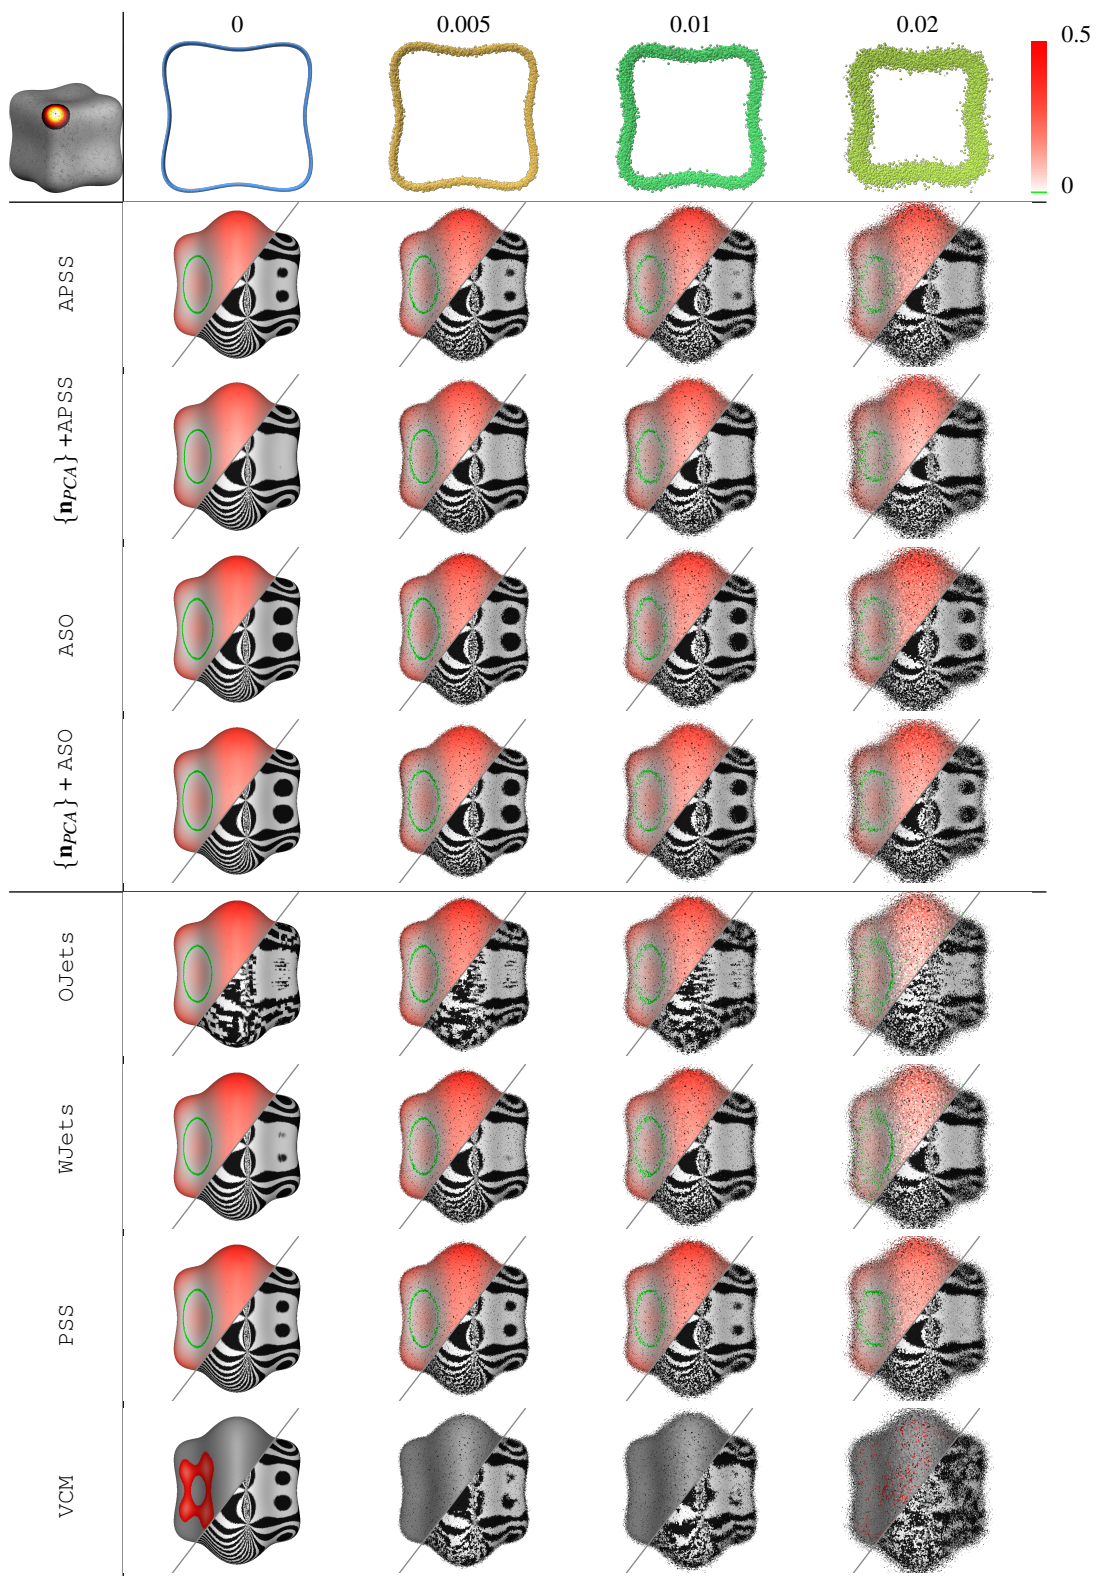 0 0.005 0.01 0.02
0.5
0
APSS
{n_PCA} +APSS
ASO
{n_PCA} + ASO
OJets
WJets
PSS
VCM